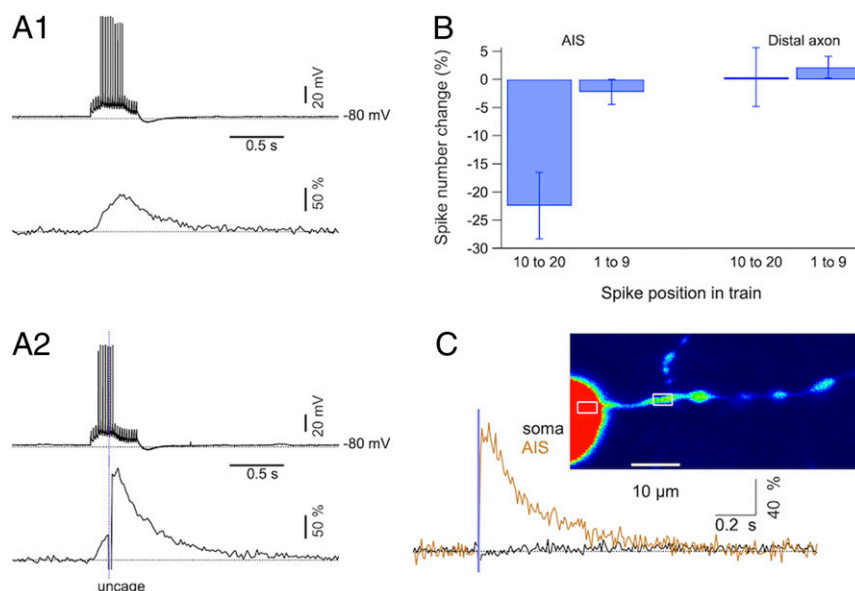 A1
20 mV
-80 mV
0.5 s
50 %
B
AIS
Distal axon
Spike number change (%)
5
0
-5
-10
-15
-20
-25
-30
10 to 20
1 to 9
10 to 20
1 to 9
Spike position in train
A2
20 mV
-80 mV
0.5 s
50 %
uncage
C
soma
AIS
10 µm
0.2 s
40 %